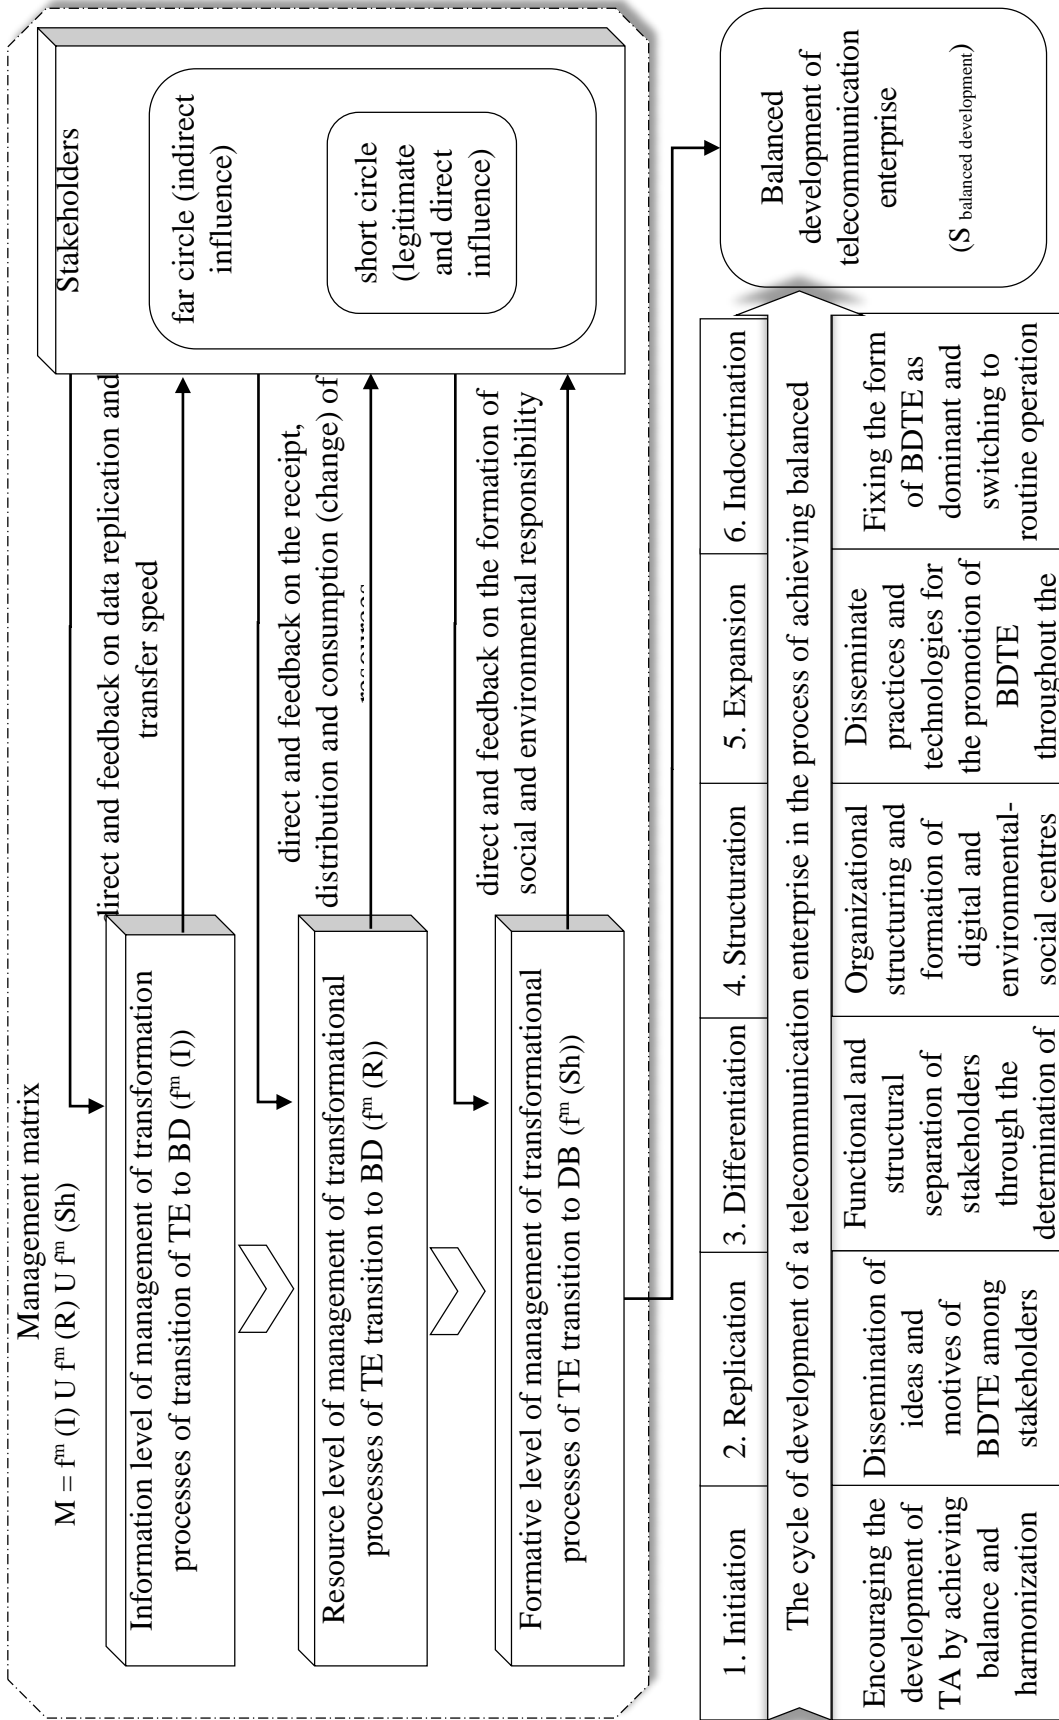 Management matrix
M = fᵐ (I) U fᵐ (R) U fᵐ (Sh)
Information level of management of transformation
processes of transition of TE to BD (fᵐ (I))
Resource level of management of transformational
processes of TE transition to BD (fᵐ (R))
Formative level of management of transformational
processes of TE transition to DB (fᵐ (Sh))
direct and feedback on data replication and
transfer speed
direct and feedback on the receipt,
distribution and consumption (change) of
resources
direct and feedback on the formation of
social and environmental responsibility
Stakeholders
far circle (indirect
influence)
short circle
(legitimate
and direct
influence)
1. Initiation
2. Replication
3. Differentiation
4. Structuration
5. Expansion
6. Indoctrination
The cycle of development of a telecommunication enterprise in the process of achieving balanced
Encouraging the
development of
TA by achieving
balance and
harmonization
Dissemination of
ideas and
motives of
BDTE among
stakeholders
Functional and
structural
separation of
stakeholders
through the
determination of
Organizational
structuring and
formation of
digital and
environmental-
social centres
Disseminate
practices and
technologies for
the promotion of
BDTE
throughout the
Fixing the form
of BDTE as
dominant and
switching to
routine operation
Balanced
development of
telecommunication
enterprise
(S balanced development)